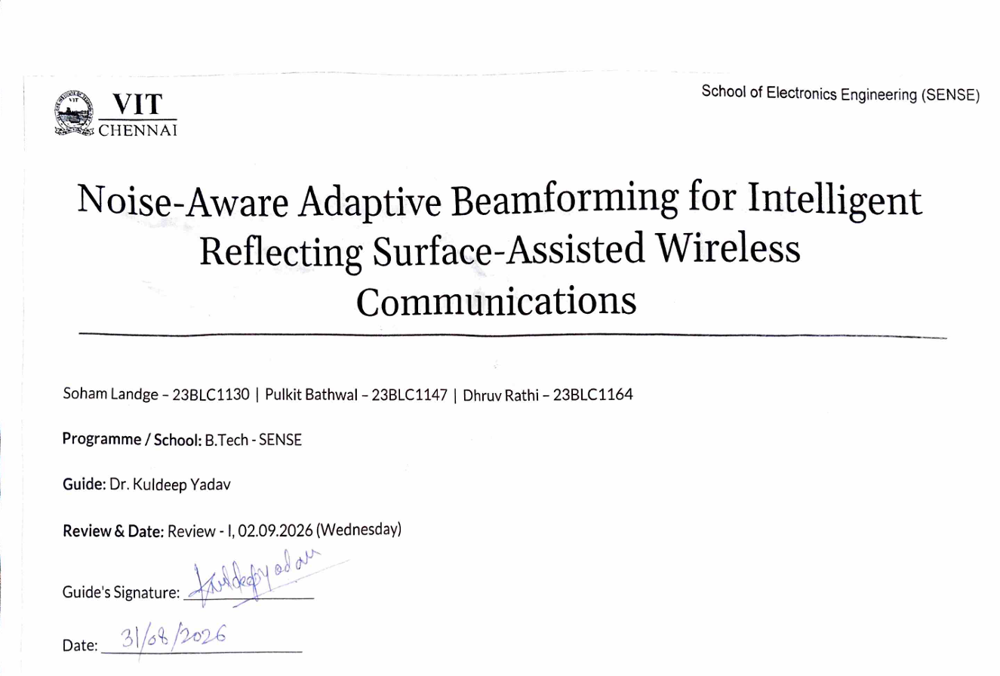 VIT
CHENNAI
School of Electronics Engineering (SENSE)
Noise-Aware Adaptive Beamforming for Intelligent
Reflecting Surface-Assisted Wireless
Communications
Soham Landge – 23BLC1130 | Pulkit Bathwal – 23BLC1147 | Dhruv Rathi – 23BLC1164
Programme / School: B.Tech - SENSE
Guide: Dr. Kuldeep Yadav
Review & Date: Review - I, 02.09.2026 (Wednesday)
Guide's Signature: Kuldeepyadav
Date: 31/08/2026